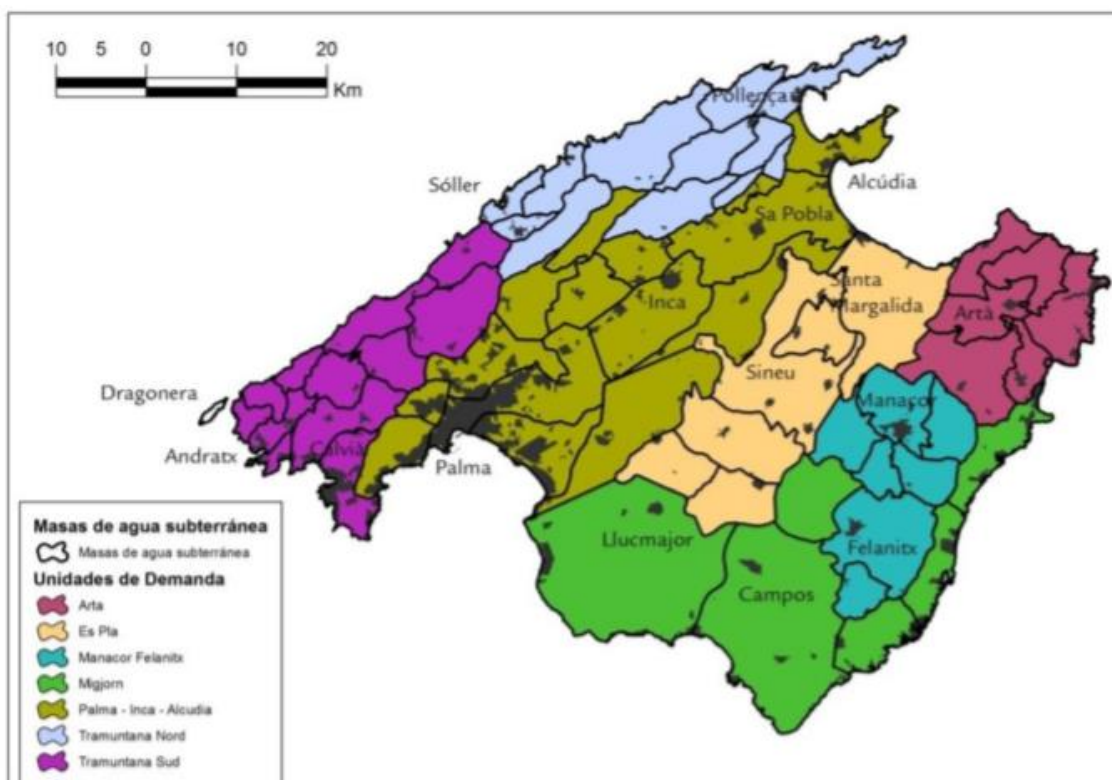 10 5 0 10 20
Km
Pollença
Sóller
Alcúdia
Sa Pobla
Inca
Santa
Margalida
Artà
Sineu
Dragonera
Manacor
Andratx
Calvià
Palma
Llucmajor
Felanitx
Campos
Masas de agua subterránea
Masas de agua subterránea
Unidades de Demanda
Arta
Es Pla
Manacor Felanitx
Migjorn
Palma - Inca - Alcudia
Tramuntana Nord
Tramuntana Sud